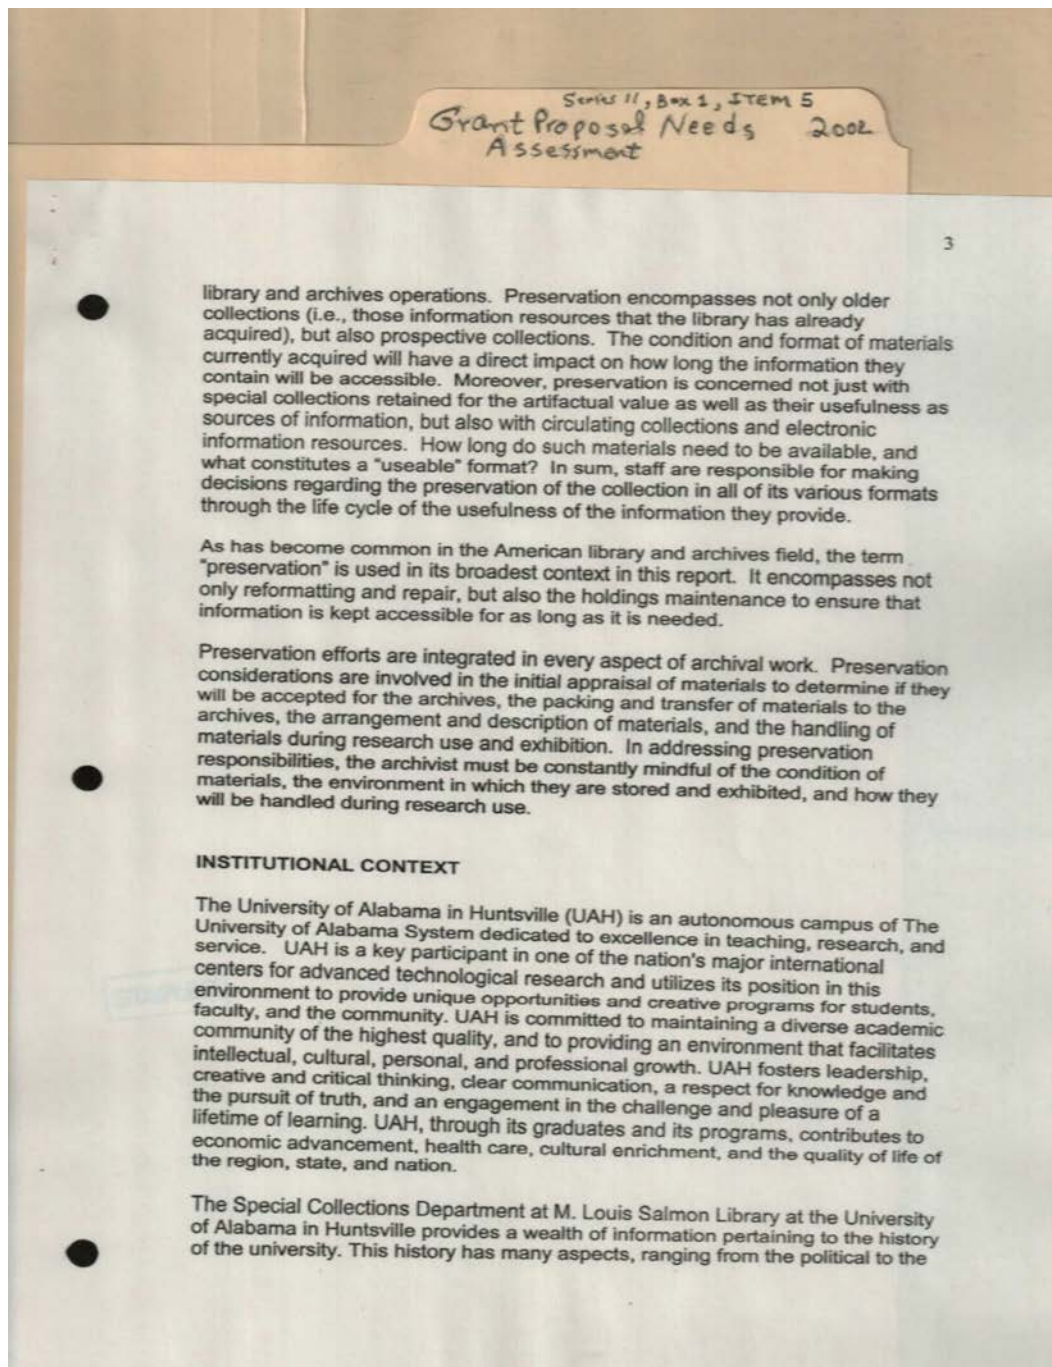 Series 11, Box 1, ITEM 5
Grant Proposal Needs 2002
Assessment
3
library and archives operations. Preservation encompasses not only older
collections (i.e., those information resources that the library has already
acquired), but also prospective collections. The condition and format of materials
currently acquired will have a direct impact on how long the information they
contain will be accessible. Moreover, preservation is concerned not just with
special collections retained for the artifactual value as well as their usefulness as
sources of information, but also with circulating collections and electronic
information resources. How long do such materials need to be available, and
what constitutes a "useable" format? In sum, staff are responsible for making
decisions regarding the preservation of the collection in all of its various formats
through the life cycle of the usefulness of the information they provide.
As has become common in the American library and archives field, the term
"preservation" is used in its broadest context in this report. It encompasses not
only reformatting and repair, but also the holdings maintenance to ensure that
information is kept accessible for as long as it is needed.
Preservation efforts are integrated in every aspect of archival work. Preservation
considerations are involved in the initial appraisal of materials to determine if they
will be accepted for the archives, the packing and transfer of materials to the
archives, the arrangement and description of materials, and the handling of
materials during research use and exhibition. In addressing preservation
responsibilities, the archivist must be constantly mindful of the condition of
materials, the environment in which they are stored and exhibited, and how they
will be handled during research use.
INSTITUTIONAL CONTEXT
The University of Alabama in Huntsville (UAH) is an autonomous campus of The
University of Alabama System dedicated to excellence in teaching, research, and
service. UAH is a key participant in one of the nation's major international
centers for advanced technological research and utilizes its position in this
environment to provide unique opportunities and creative programs for students,
faculty, and the community. UAH is committed to maintaining a diverse academic
community of the highest quality, and to providing an environment that facilitates
intellectual, cultural, personal, and professional growth. UAH fosters leadership,
creative and critical thinking, clear communication, a respect for knowledge and
the pursuit of truth, and an engagement in the challenge and pleasure of a
lifetime of learning. UAH, through its graduates and its programs, contributes to
economic advancement, health care, cultural enrichment, and the quality of life of
the region, state, and nation.
The Special Collections Department at M. Louis Salmon Library at the University
of Alabama in Huntsville provides a wealth of information pertaining to the history
of the university. This history has many aspects, ranging from the political to the